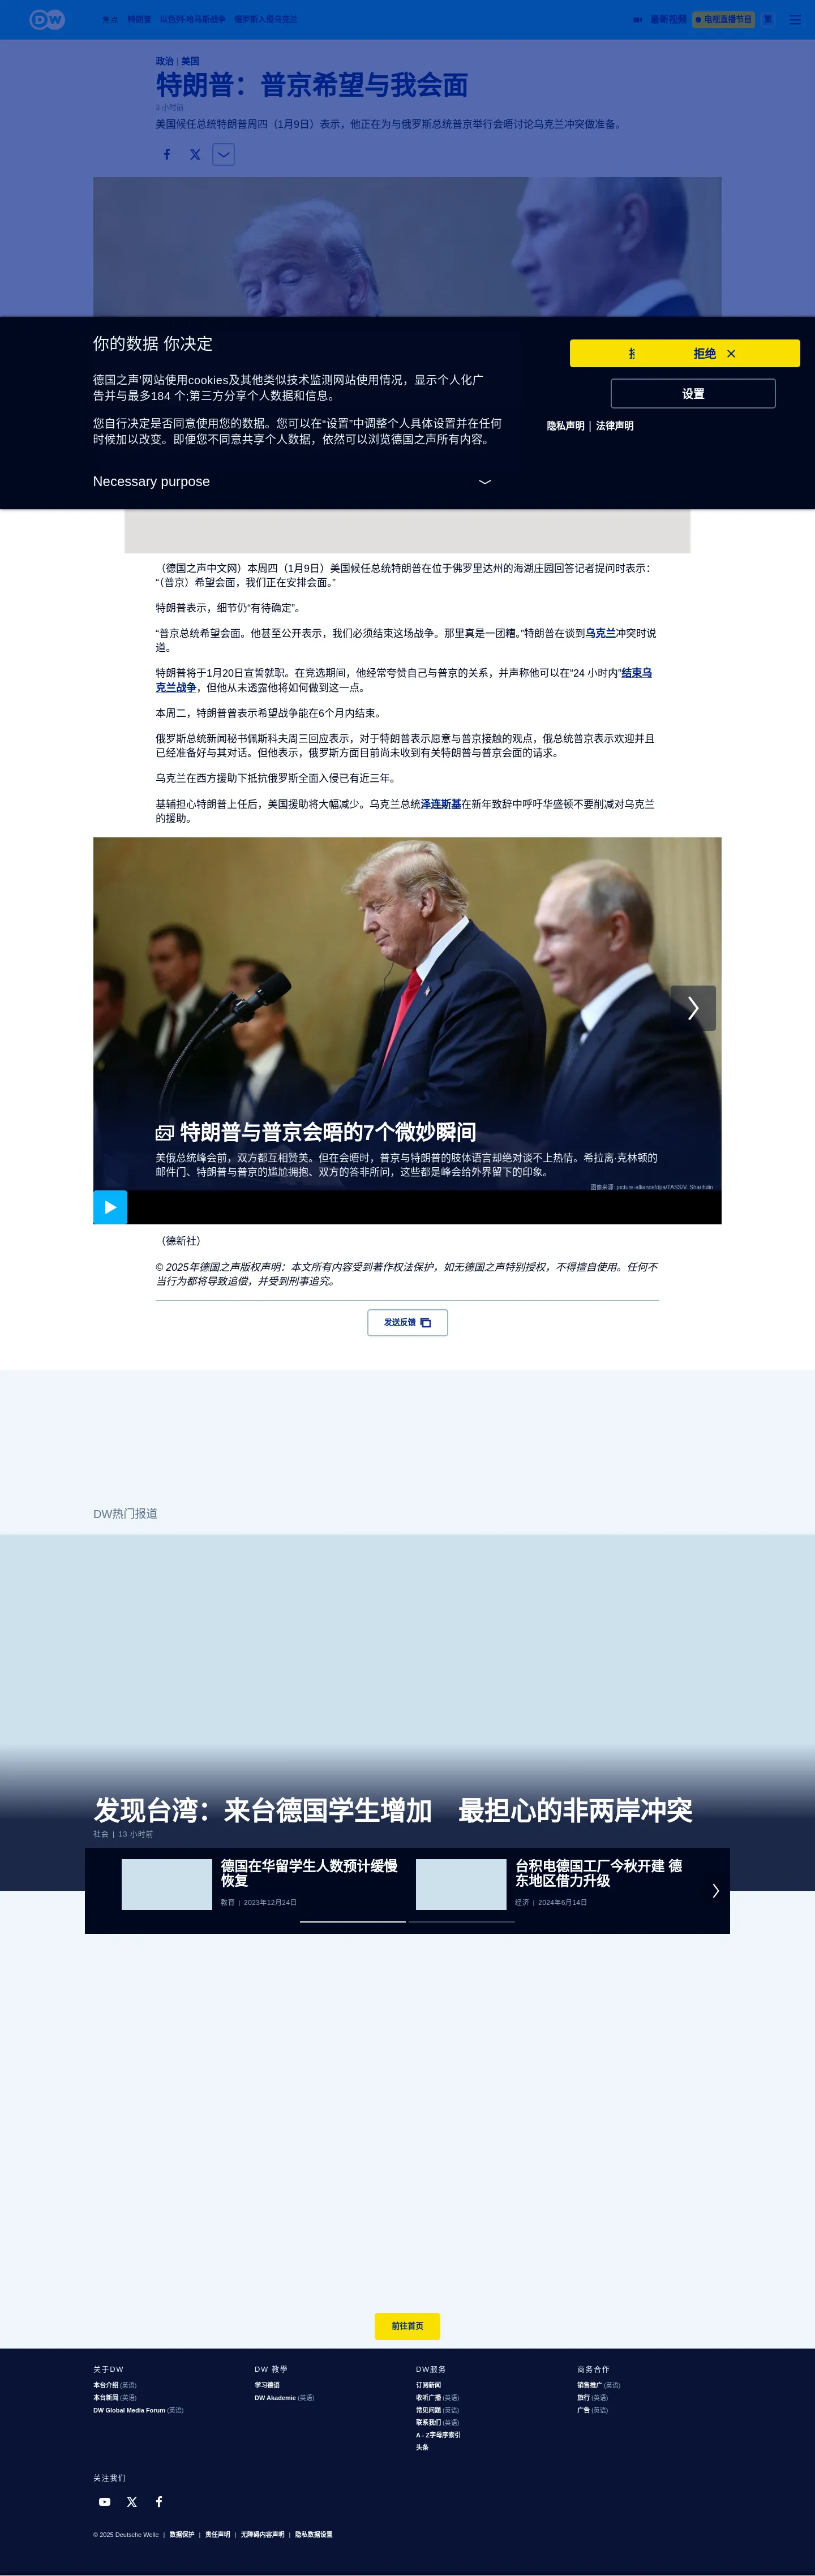 DW
焦点 特朗普 以色列-哈马斯战争 俄罗斯入侵乌克兰
最新视频
电视直播节目
繁
政治 | 美国
特朗普：普京希望与我会面
3 小时前
美国候任总统特朗普周四（1月9日）表示，他正在为与俄罗斯总统普京举行会晤讨论乌克兰冲突做准备。
你的数据 你决定
拒绝
德国之声'网站使用cookies及其他类似技术监测网站使用情况，显示个人化广
告并与最多184 个;第三方分享个人数据和信息。
设置
您自行决定是否同意使用您的数据。您可以在“设置”中调整个人具体设置并在任何
时候加以改变。即便您不同意共享个人数据，依然可以浏览德国之声所有内容。
隐私声明 | 法律声明
Necessary purpose
（德国之声中文网）本周四（1月9日）美国候任总统特朗普在位于佛罗里达州的海湖庄园回答记者提问时表示：
“（普京）希望会面，我们正在安排会面。”
特朗普表示，细节仍“有待确定”。
“普京总统希望会面。他甚至公开表示，我们必须结束这场战争。那里真是一团糟。”特朗普在谈到乌克兰冲突时说
道。
特朗普将于1月20日宣誓就职。在竞选期间，他经常夸赞自己与普京的关系，并声称他可以在“24 小时内”结束乌
克兰战争，但他从未透露他将如何做到这一点。
本周二，特朗普曾表示希望战争能在6个月内结束。
俄罗斯总统新闻秘书佩斯科夫周三回应表示，对于特朗普表示愿意与普京接触的观点，俄总统普京表示欢迎并且
已经准备好与其对话。但他表示，俄罗斯方面目前尚未收到有关特朗普与普京会面的请求。
乌克兰在西方援助下抵抗俄罗斯全面入侵已有近三年。
基辅担心特朗普上任后，美国援助将大幅减少。乌克兰总统泽连斯基在新年致辞中呼吁华盛顿不要削减对乌克兰
的援助。
特朗普与普京会晤的7个微妙瞬间
美俄总统峰会前，双方都互相赞美。但在会晤时，普京与特朗普的肢体语言却绝对谈不上热情。希拉离·克林顿的
邮件门、特朗普与普京的尴尬拥抱、双方的答非所问，这些都是峰会给外界留下的印象。
图像来源: picture-alliance/dpa/TASS/V. Sharifulin
（德新社）
© 2025年德国之声版权声明：本文所有内容受到著作权法保护，如无德国之声特别授权，不得擅自使用。任何不
当行为都将导致追偿，并受到刑事追究。
发送反馈
DW热门报道
发现台湾：来台德国学生增加 最担心的非两岸冲突
社会 | 13 小时前
德国在华留学生人数预计缓慢
恢复
教育 | 2023年12月24日
台积电德国工厂今秋开建 德
东地区借力升级
经济 | 2024年6月14日
前往首页
关于DW
本台介绍 (英语)
本台新闻 (英语)
DW Global Media Forum (英语)
DW 教學
学习德语
DW Akademie (英语)
DW服务
订阅新闻
收听广播 (英语)
常见问题 (英语)
联系我们 (英语)
A - Z字母序索引
头条
商务合作
销售推广 (英语)
旅行 (英语)
广告 (英语)
关注我们
© 2025 Deutsche Welle | 数据保护 | 责任声明 | 无障碍内容声明 | 隐私数据设置